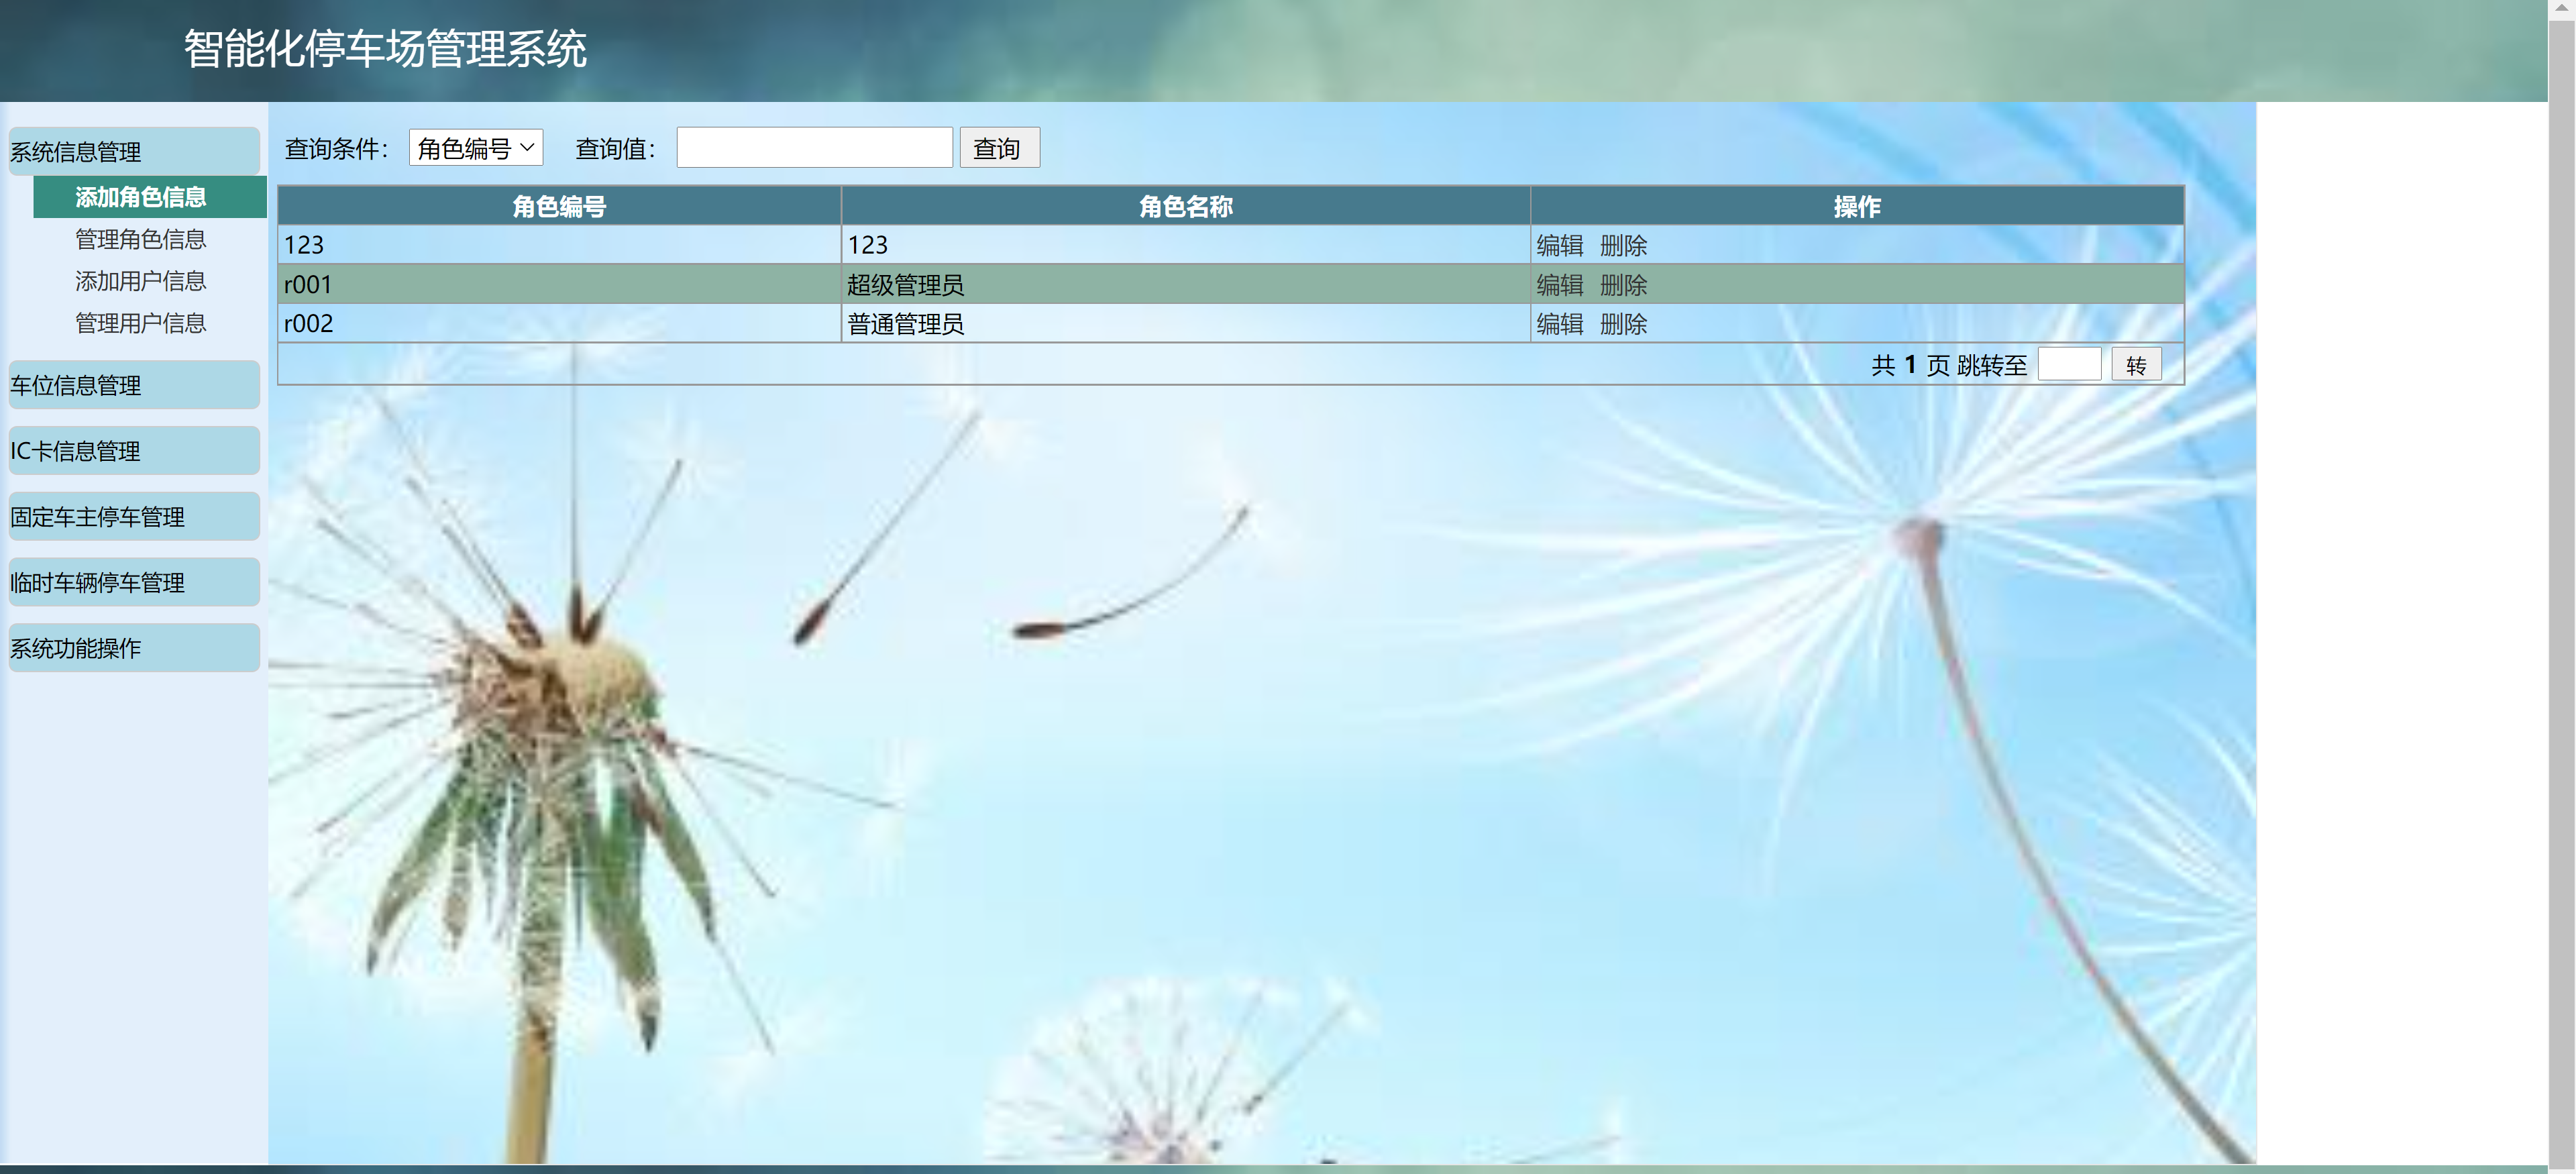 智能化停车场管理系统
系统信息管理
添加角色信息
管理角色信息
添加用户信息
管理用户信息
车位信息管理
IC卡信息管理
固定车主停车管理
临时车辆停车管理
系统功能操作
查询条件： 角色编号 查询值： 查询
角色编号 角色名称 操作
123 123 编辑 删除
r001 超级管理员 编辑 删除
r002 普通管理员 编辑 删除
共 1 页 跳转至 转